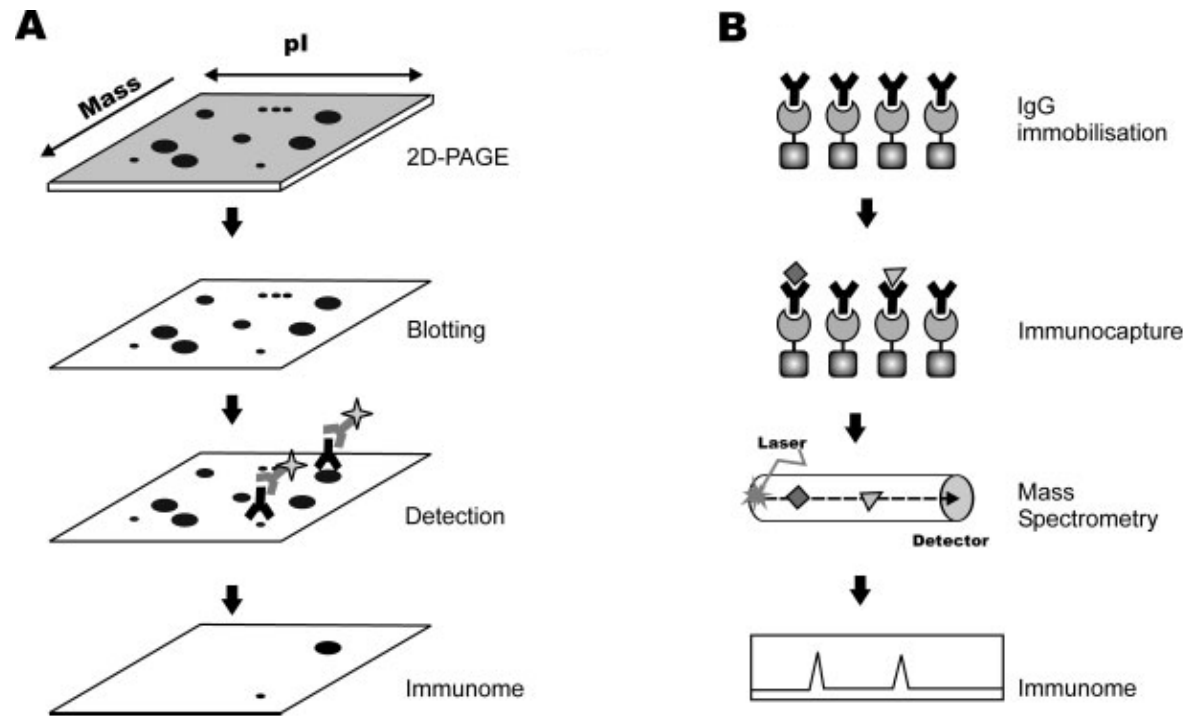 A
pI
Mass
2D-PAGE
Blotting
Detection
Immunome
B
IgG
immobilisation
Immunocapture
Laser
Mass
Spectrometry
Detector
Immunome